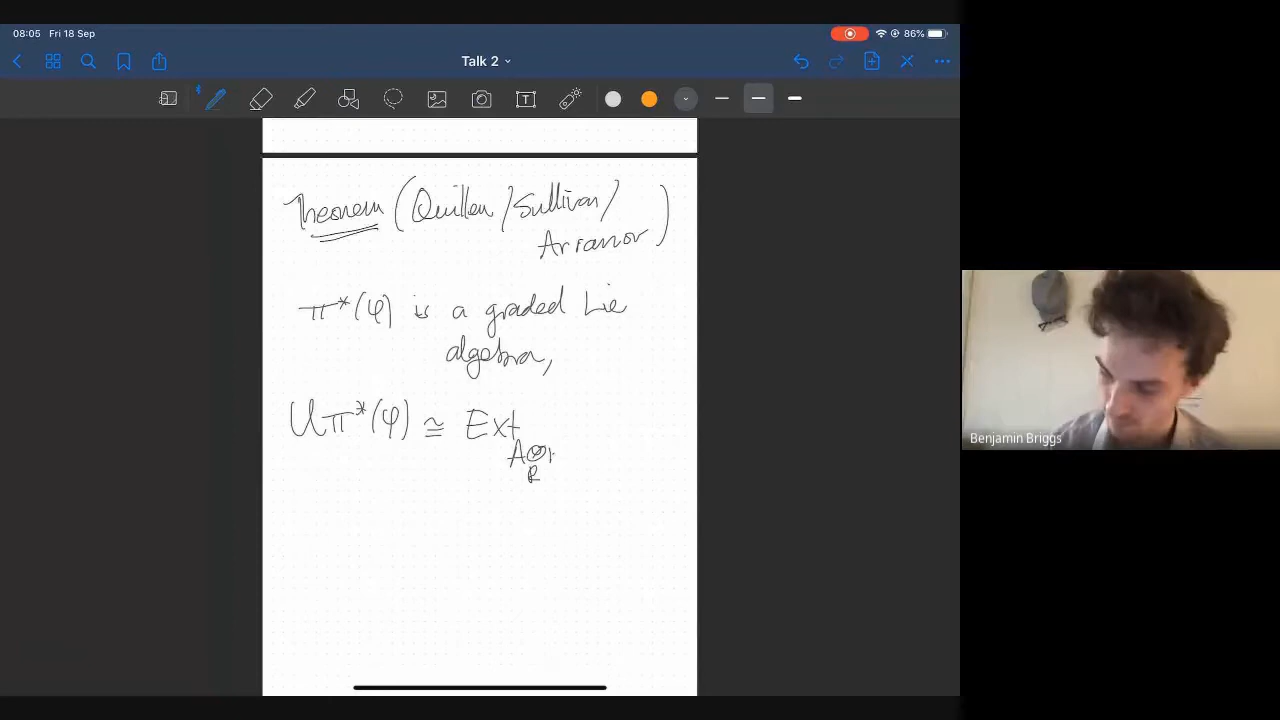 08:05 Fri 18 Sep
86%
Talk 2
T
Theorem (Quillen/Sullivan/
Avramov)
π*(φ) is a graded Lie
algebra,
Uπ*(φ) ≅ Ext
A⊗
R
Benjamin Briggs